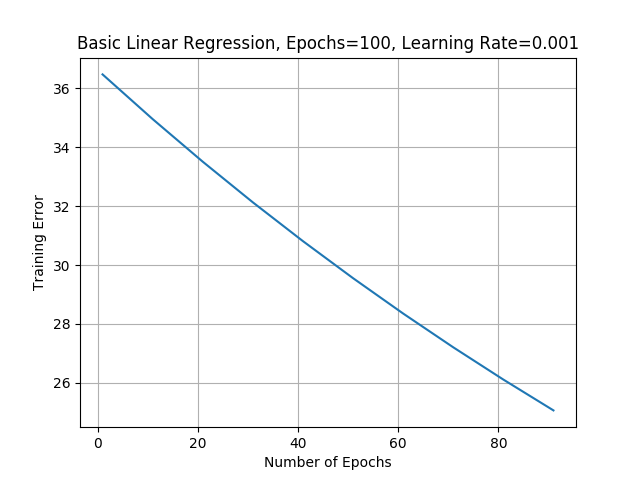 Basic Linear Regression, Epochs=100, Learning Rate=0.001
36
34
32
30
28
26
Training Error
0 20 40 60 80
Number of Epochs